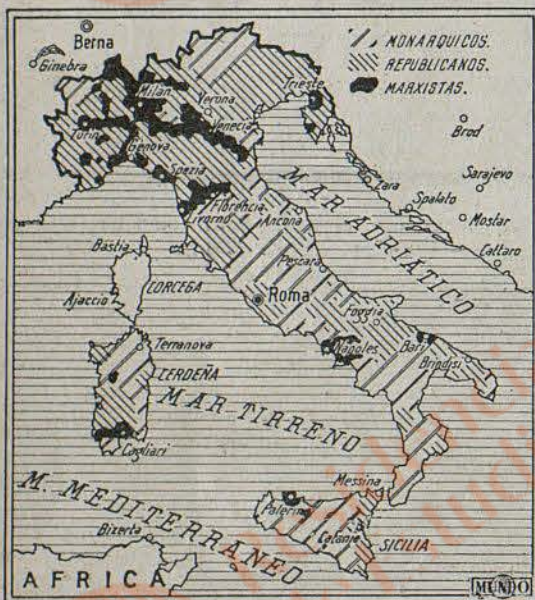 MONARQUICOS.
REPUBLICANOS.
MARXISTAS.
Berna
Ginebra
Milan
Verona
Trieste
Turin
Venecia
Genova
Spezia
Brod
Florencia
Livorno
Ancona
Zara
Spalato
Sarajevo
Mostar
Cattaro
MAR ADRIÁTICO
Bastia
Pescara
CORCEGA
Ajaccio
Roma
Foggia
Terranova
Napoles
Bari
Brindisi
CERDEÑA
MAR TIRRENO
Cagliari
Messina
M. MEDITERRANEO
Palermo
Catania
SICILIA
Bizerta
AFRICA
MUNDO